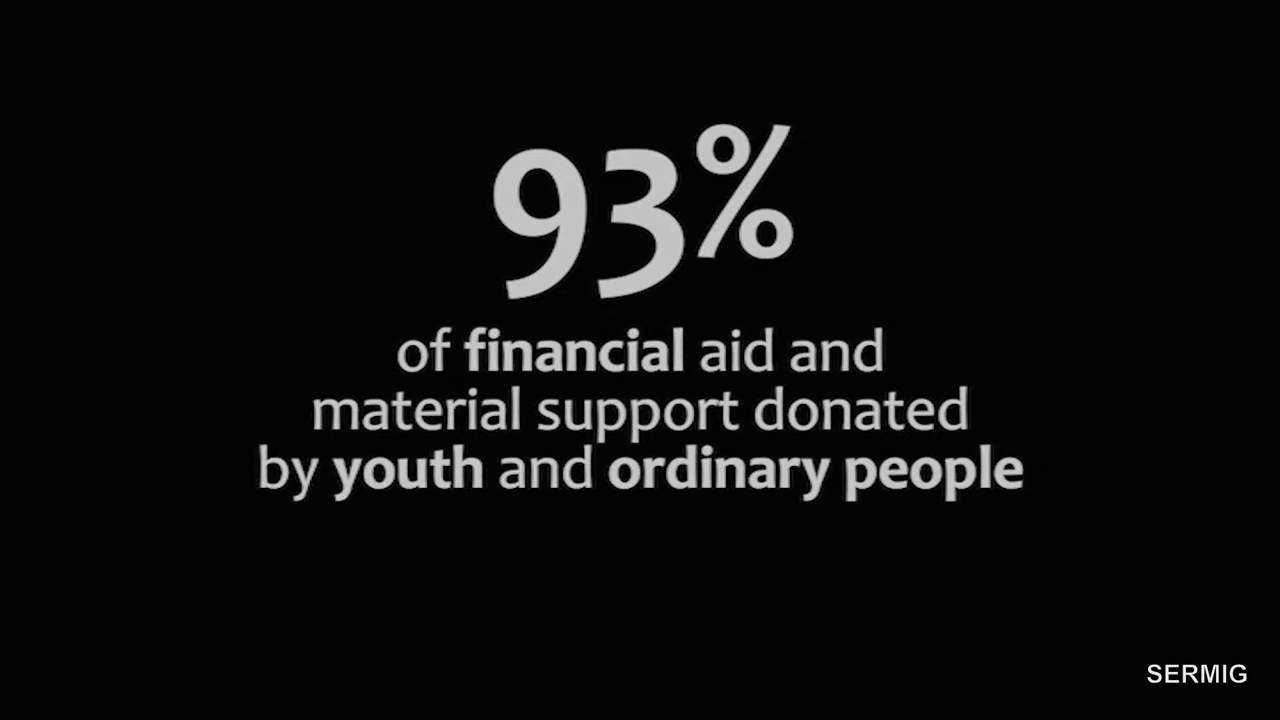 93%
of financial aid and
material support donated
by youth and ordinary people
SERMIG